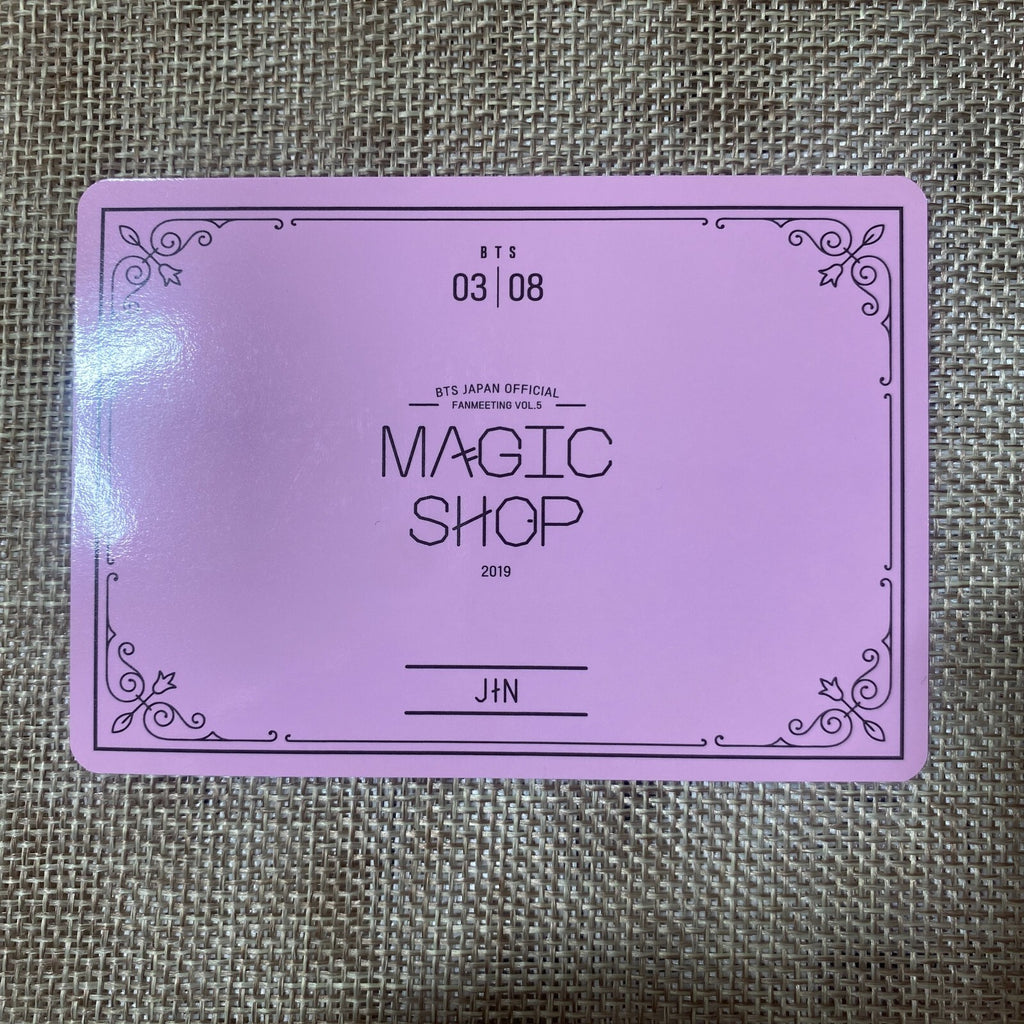 BTS
03|08
BTS JAPAN OFFICIAL
FANMEETING VOL.5
MAGIC
SHOP
2019
JIN